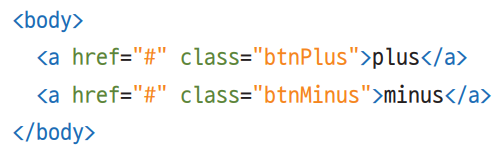 <body>
<a href="#" class="btnPlus">plus</a>
<a href="#" class="btnMinus">minus</a>
</body>